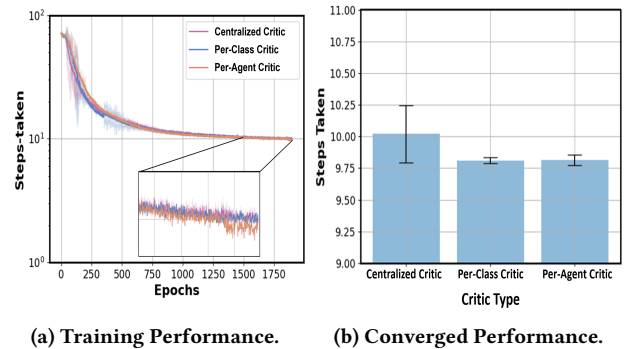 10²
10¹
10⁰
Steps-taken
Centralized Critic
Per-Class Critic
Per-Agent Critic
0 250 500 750 1000 1250 1500 1750
Epochs
(a) Training Performance.
11.00
10.75
10.50
10.25
10.00
9.75
9.50
9.25
9.00
Steps Taken
Centralized Critic Per-Class Critic Per-Agent Critic
Critic Type
(b) Converged Performance.